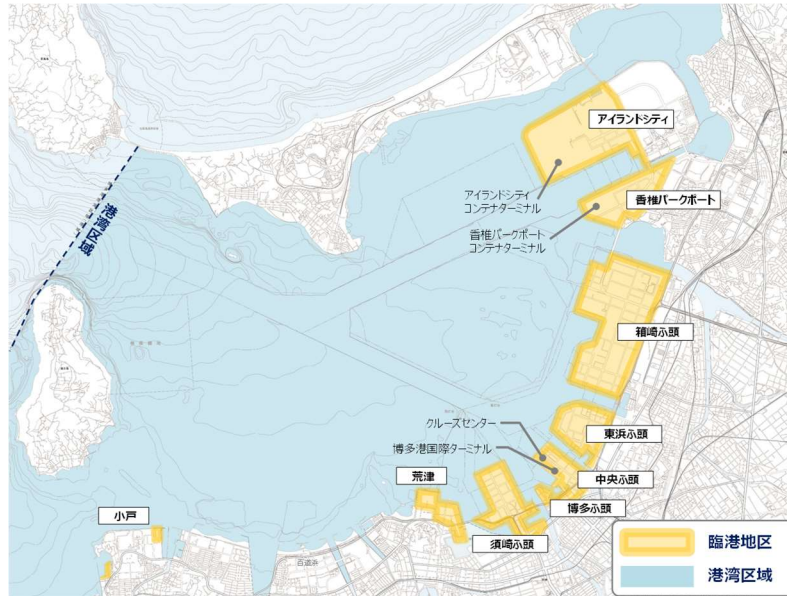 アイランドシティ
アイランドシティ
コンテナターミナル
香椎パークポート
香椎パークポート
コンテナターミナル
港湾区域
箱崎ふ頭
クルーズセンター
東浜ふ頭
博多港国際ターミナル
中央ふ頭
荒津
博多ふ頭
小戸
須崎ふ頭
百道浜
臨港地区
港湾区域